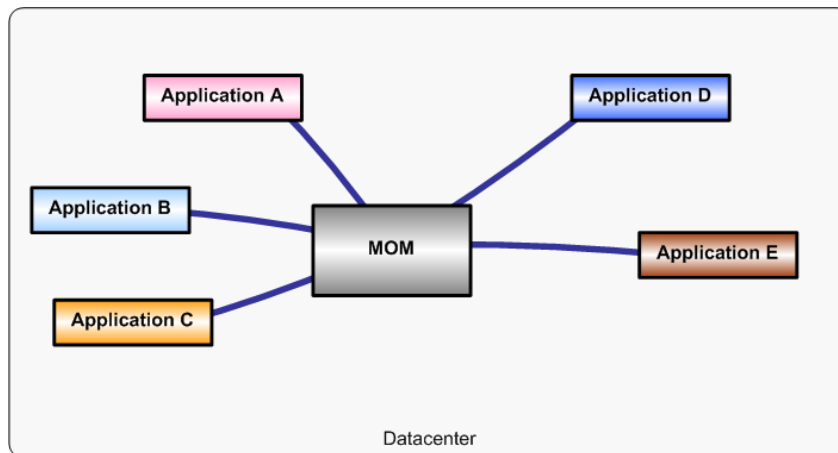 Application A
Application D
Application B
MOM
Application E
Application C
Datacenter